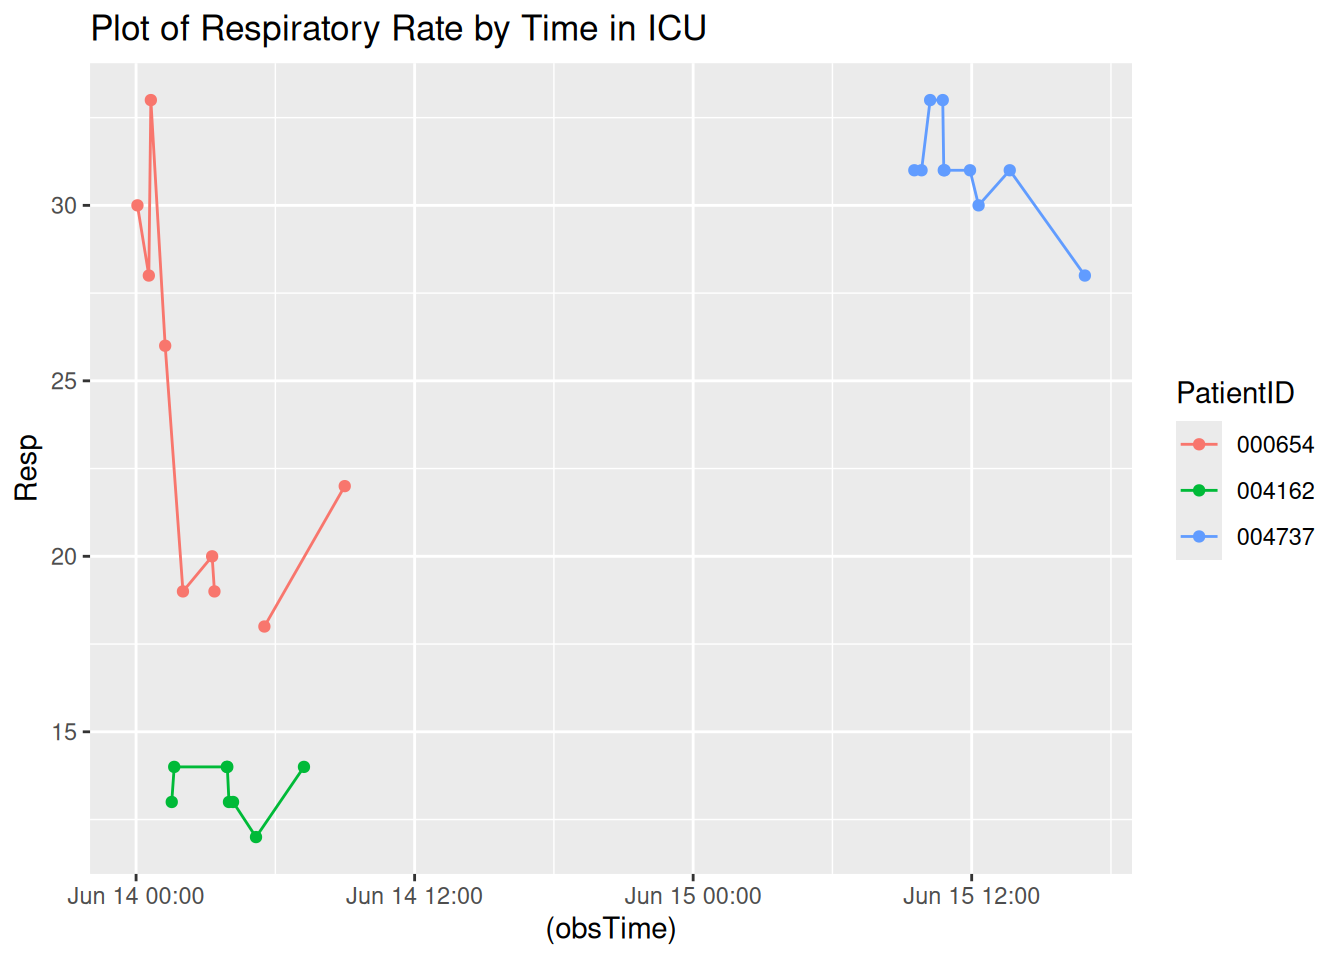 Plot of Respiratory Rate by Time in ICU
30
25
20
15
Resp
Jun 14 00:00
Jun 14 12:00
Jun 15 00:00
Jun 15 12:00
(obsTime)
PatientID
000654
004162
004737